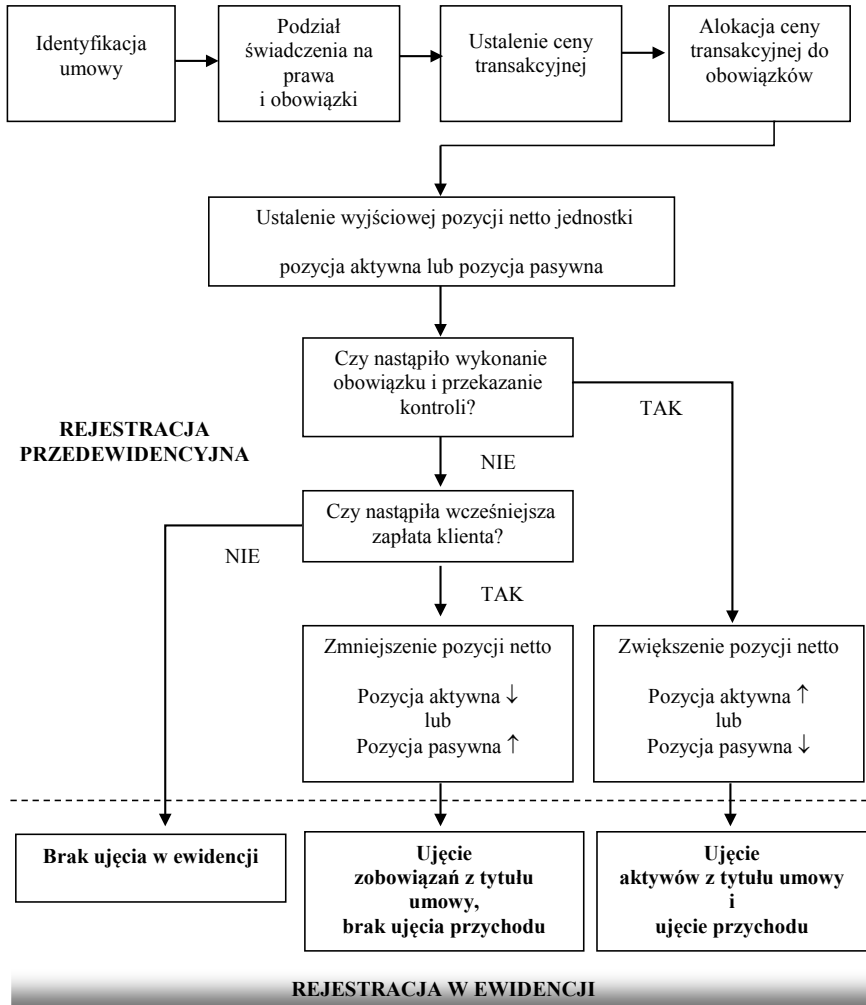 Identyfikacja
umowy
Podział
świadczenia na
prawa
i obowiązki
Ustalenie ceny
transakcyjnej
Alokacja ceny
transakcyjnej do
obowiązków
Ustalenie wyjściowej pozycji netto jednostki
pozycja aktywna lub pozycja pasywna
Czy nastąpiło wykonanie
obowiązku i przekazanie
kontroli?
TAK
REJESTRACJA
PRZEDEWIDENCYJNA
NIE
Czy nastąpiła wcześniejsza
zapłata klienta?
NIE
TAK
Zmniejszenie pozycji netto
Pozycja aktywna ↓
lub
Pozycja pasywna ↑
Zwiększenie pozycji netto
Pozycja aktywna ↑
lub
Pozycja pasywna ↓
Brak ujęcia w ewidencji
Ujęcie
zobowiązań z tytułu
umowy,
brak ujęcia przychodu
Ujęcie
aktywów z tytułu umowy
i
ujęcie przychodu
REJESTRACJA W EWIDENCJI